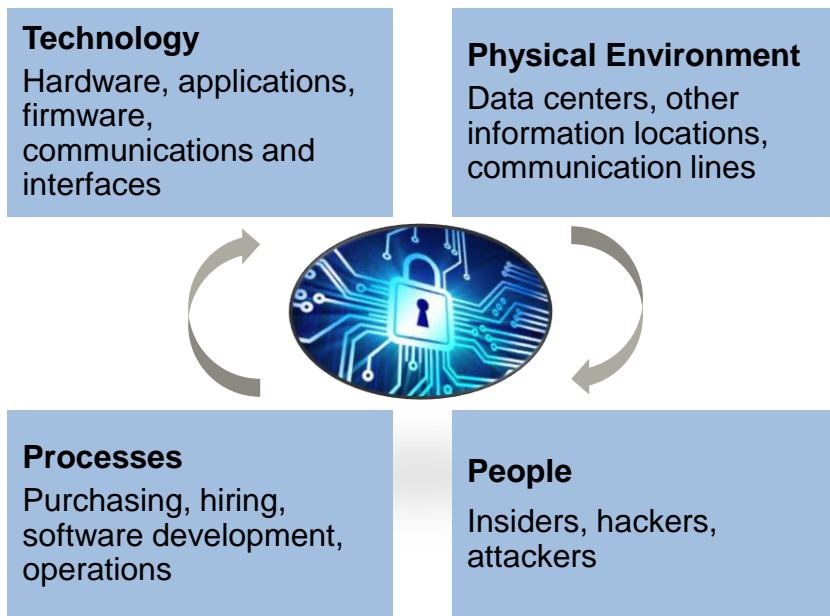 Technology
Hardware, applications,
firmware,
communications and
interfaces
Physical Environment
Data centers, other
information locations,
communication lines
Processes
Purchasing, hiring,
software development,
operations
People
Insiders, hackers,
attackers